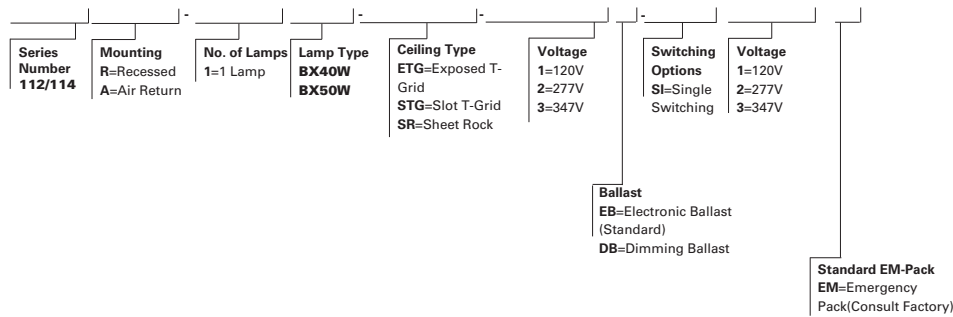 - - - -
Series
Number
112/114
Mounting
R=Recessed
A=Air Return
No. of Lamps
1=1 Lamp
Lamp Type
BX40W
BX50W
Ceiling Type
ETG=Exposed T-
Grid
STG=Slot T-Grid
SR=Sheet Rock
Voltage
1=120V
2=277V
3=347V
Switching
Options
SI=Single
Switching
Voltage
1=120V
2=277V
3=347V
Ballast
EB=Electronic Ballast
(Standard)
DB=Dimming Ballast
Standard EM-Pack
EM=Emergency
Pack(Consult Factory)